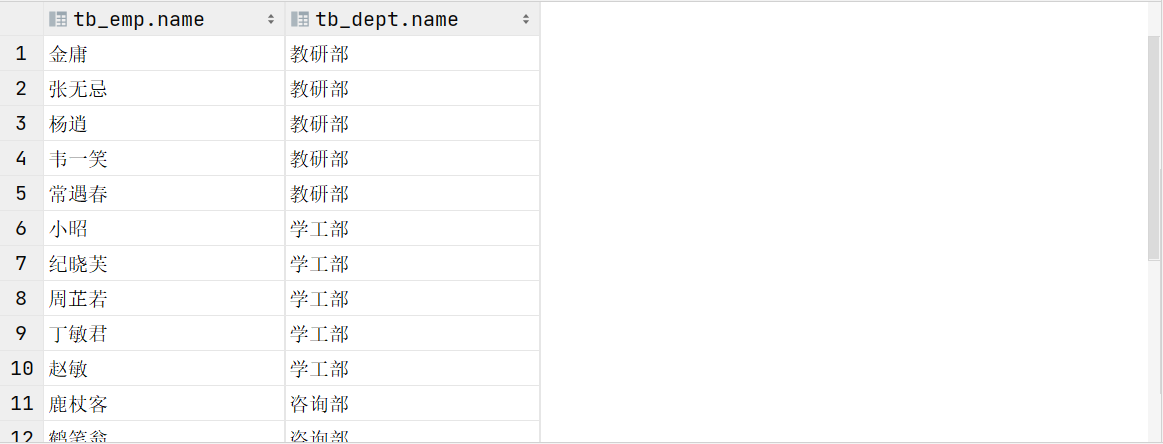 tb_emp.name tb_dept.name
1 金庸 教研部
2 张无忌 教研部
3 杨逍 教研部
4 韦一笑 教研部
5 常遇春 教研部
6 小昭 学工部
7 纪晓芙 学工部
8 周芷若 学工部
9 丁敏君 学工部
10 赵敏 学工部
11 鹿杖客 咨询部
12 鹤笔翁 咨询部